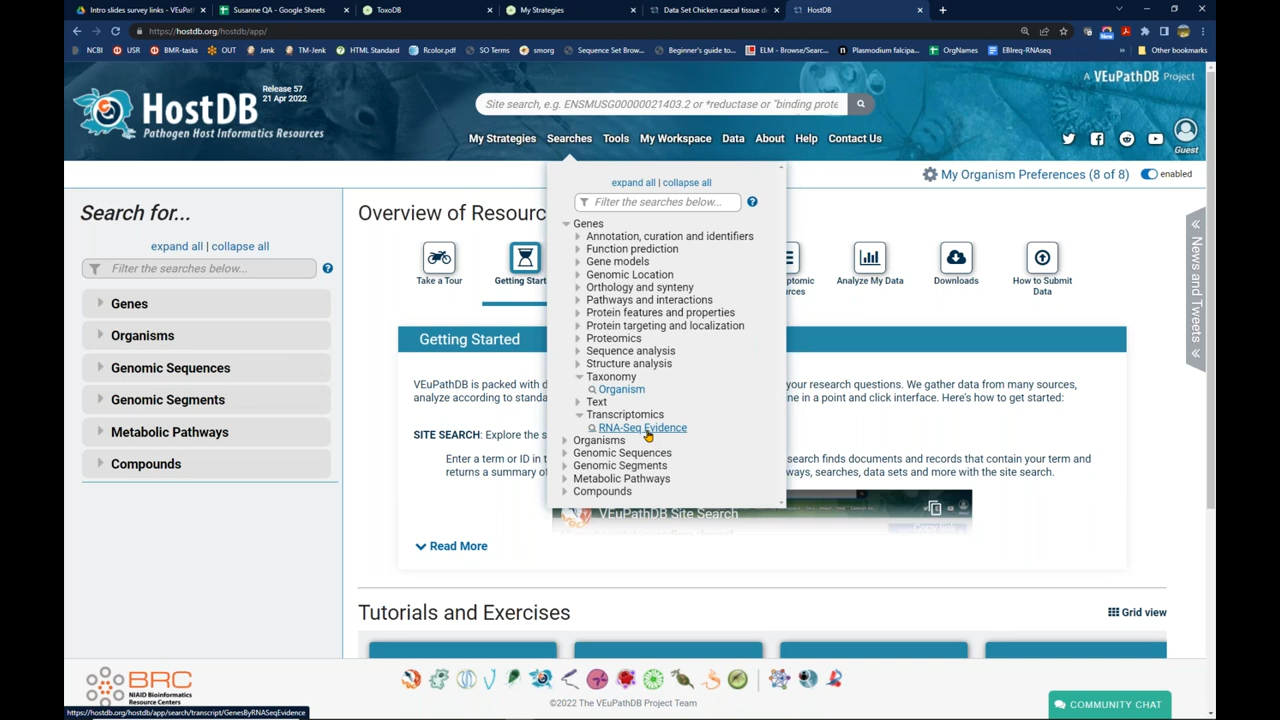 Intro slides survey links - VEuPat
Susanne QA - Google Sheets
ToxoDB
My Strategies
Data Set Chicken caecal tissue d
HostDB
https://hostdb.org/hostdb/app/
NCBI
USR
BMR-tasks
OUT
Jenk
TM-Jenk
HTML Standard
Rcolor.pdf
SO Terms
smorg
Sequence Set Brow...
Beginner's guide to...
ELM - Browse/Searc...
Plasmodium falcipa...
OrgNames
EBIreq-RNAseq
Other bookmarks
HostDB
Release 57
21 Apr 2022
Pathogen Host Informatics Resources
A VEuPathDB Project
Site search, e.g. ENSMUSG00000021403.2 or *reductase or "binding prote
My Strategies Searches Tools My Workspace Data About Help Contact Us
Guest
My Organism Preferences (8 of 8) enabled
Search for...
expand all | collapse all
Filter the searches below...
Genes
Organisms
Genomic Sequences
Genomic Segments
Metabolic Pathways
Compounds
expand all | collapse all
Filter the searches below...
Genes
Annotation, curation and identifiers
Function prediction
Gene models
Genomic Location
Orthology and synteny
Pathways and interactions
Protein features and properties
Protein targeting and localization
Proteomics
Sequence analysis
Structure analysis
Taxonomy
Organism
Text
Transcriptomics
RNA-Seq Evidence
Organisms
Genomic Sequences
Genomic Segments
Metabolic Pathways
Compounds
Overview of Resourc
Take a Tour
Getting Start
omic
rces
Analyze My Data
Downloads
How to Submit
Data
Getting Started
VEuPathDB is packed with d your research questions. We gather data from many sources,
analyze according to standa ne in a point and click interface. Here's how to get started:
SITE SEARCH: Explore the s
Enter a term or ID in t search finds documents and records that contain your term and
returns a summary of ways, searches, data sets and more with the site search.
VEuPathDB Site Search
Copy link
Read More
News and Tweets
Tutorials and Exercises
Grid view
BRC
NIAID Bioinformatics
Resource Centers
©2022 The VEuPathDB Project Team
COMMUNITY CHAT
https://hostdb.org/hostdb/app/search/transcript/GenesByRNASeqEvidence